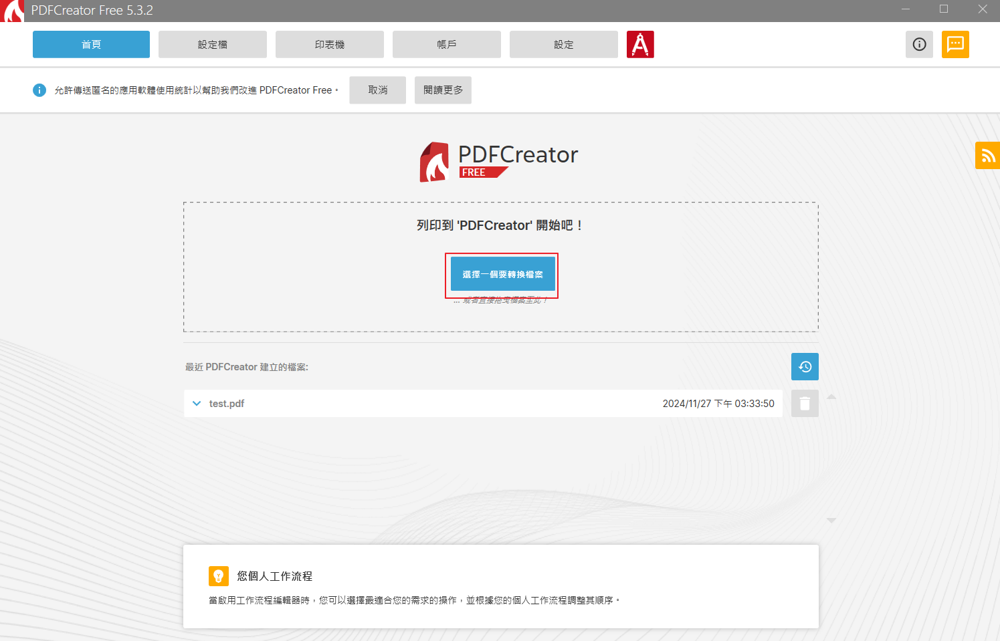 PDFCreator Free 5.3.2
首頁 設定檔 印表機 帳戶 設定
允許傳送匿名的應用軟體使用統計以幫助我們改進 PDFCreator Free。 取消 閱讀更多
PDFCreator
FREE
列印到 'PDFCreator' 開始吧！
選擇一個要轉換檔案
... 或者直接拖曳檔案至此！
最近 PDFCreator 建立的檔案:
test.pdf 2024/11/27 下午 03:33:50
您個人工作流程
當啟用工作流程編輯器時，您可以選擇最適合您的需求的操作，並根據您的個人工作流程調整其順序。